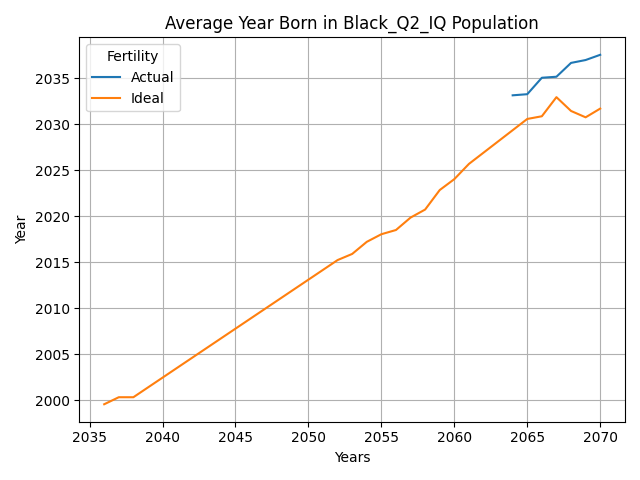 Average Year Born in Black_Q2_IQ Population
Fertility
Actual
Ideal
2035
2030
2025
2020
2015
2010
2005
2000
Year
2035 2040 2045 2050 2055 2060 2065 2070
Years